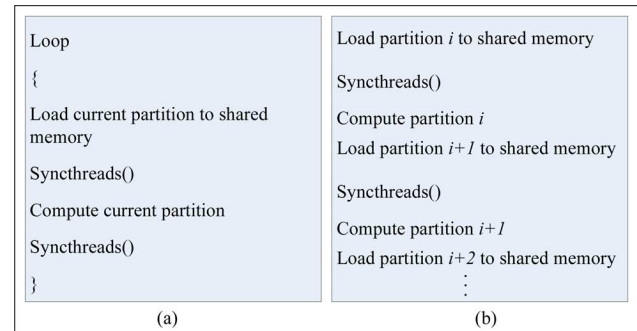 Loop
{
Load current partition to shared
memory
Syncthreads()
Compute current partition
Syncthreads()
}
(a)
Load partition i to shared memory
Syncthreads()
Compute partition i
Load partition i+1 to shared memory
Syncthreads()
Compute partition i+1
Load partition i+2 to shared memory
⋮
(b)